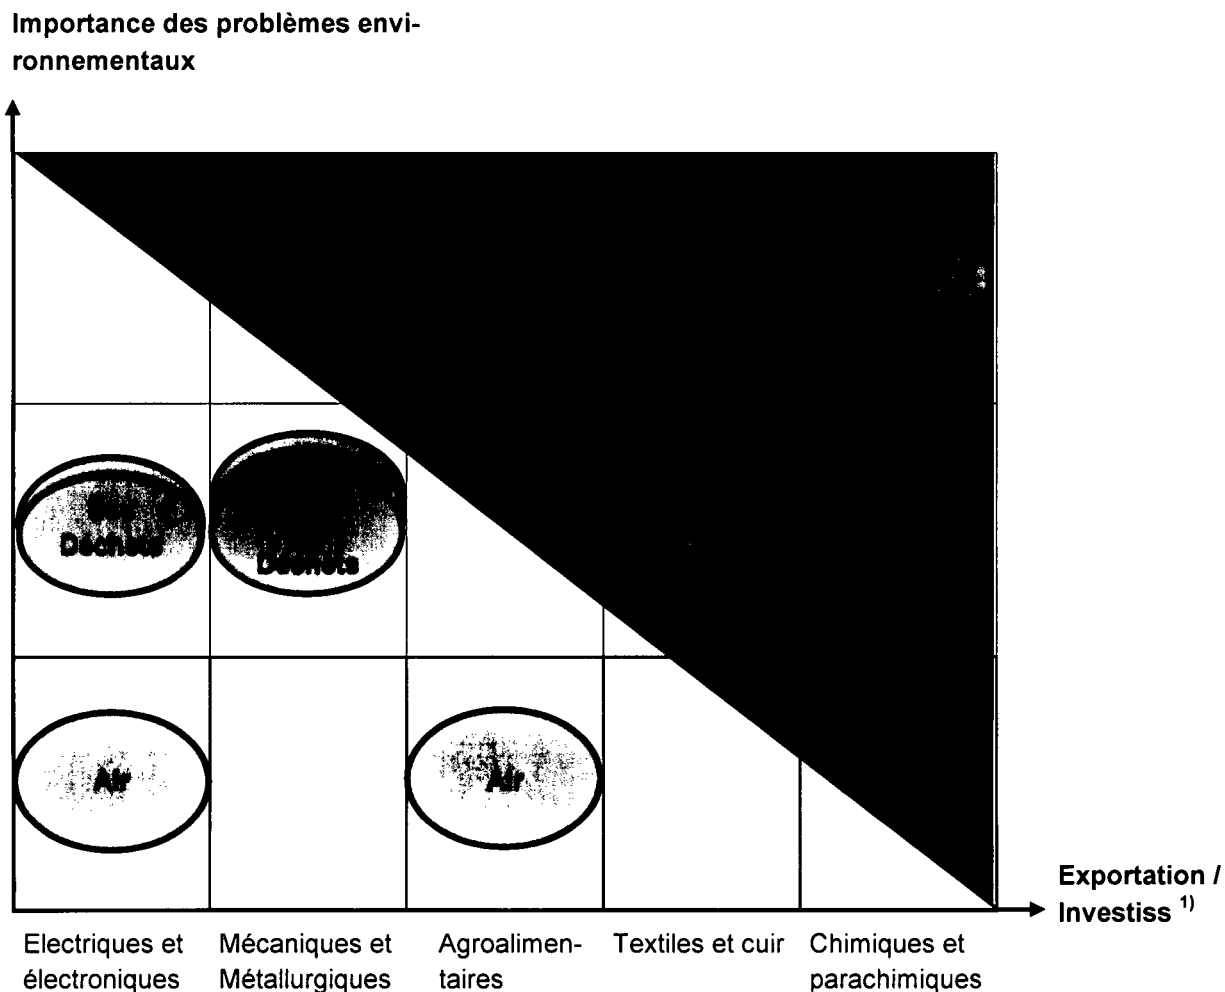 Importance des problèmes envi-
ronnementaux
Déchets
Déchets
Air
Air
Exportation /
Investiss 1)
Electriques et
électroniques
Mécaniques et
Métallurgiques
Agroalimen-
taires
Textiles et cuir
Chimiques et
parachimiques